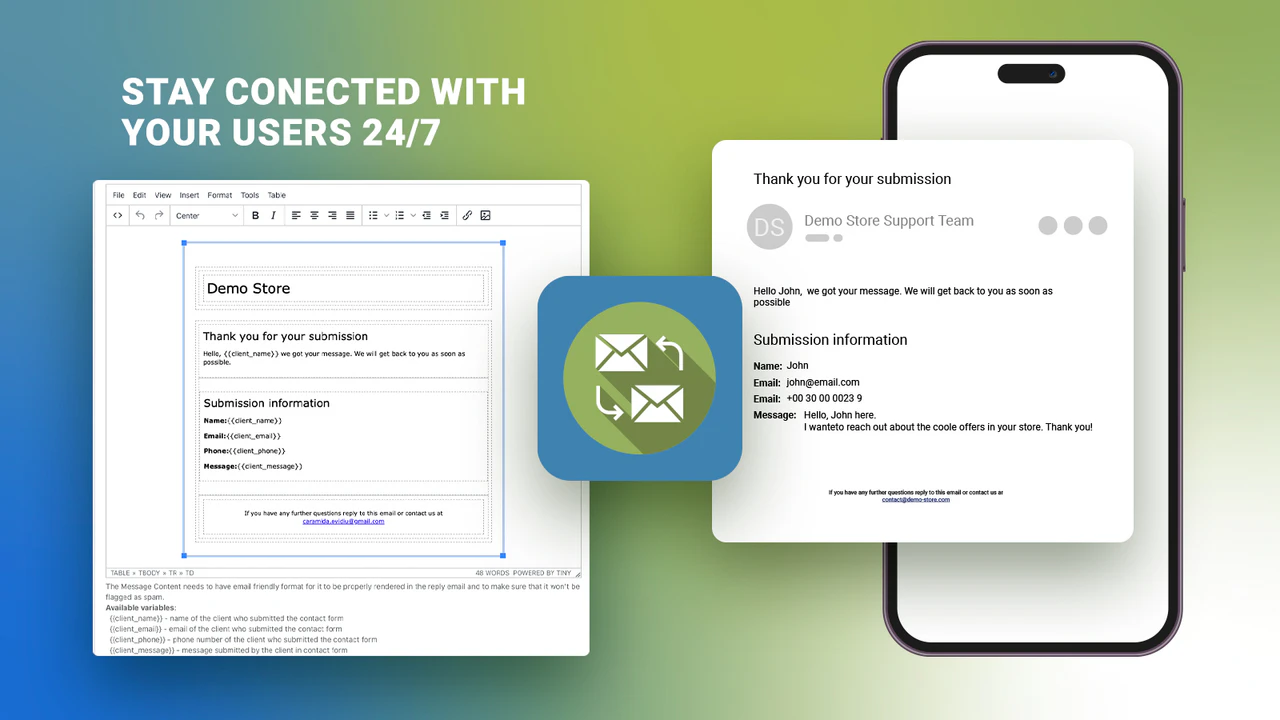 STAY CONECTED WITH
YOUR USERS 24/7
File Edit View Insert Format Tools Table
Center B I
Demo Store
Thank you for your submission
Hello, {{client_name}} we got your message. We will get back to you as soon as
possible.
Submission information
Name:{{client_name}}
Email:{{client_email}}
Phone:{{client_phone}}
Message:{{client_message}}
If you have any further questions reply to this email or contact us at
caramida.ovidiu@gmail.com
TABLE » TBODY » TR » TD 48 WORDS POWERED BY TINY
The Message Content needs to have email friendly format for it to be properly rendered in the reply email and to make sure that it won't be
flagged as spam.
Available variables:
{{client_name}} - name of the client who submitted the contact form
{{client_email}} - email of the client who submitted the contact form
{{client_phone}} - phone number of the client who submitted the contact form
{{client_message}} - message submitted by the client in contact form
Thank you for your submission
DS Demo Store Support Team
Hello John, we got your message. We will get back to you as soon as
possible
Submission information
Name: John
Email: john@email.com
Email: +00 30 00 0023 9
Message: Hello, John here.
I wanteto reach out about the coole offers in your store. Thank you!
If you have any further questions reply to this email or contact us at
contact@demo-store.com